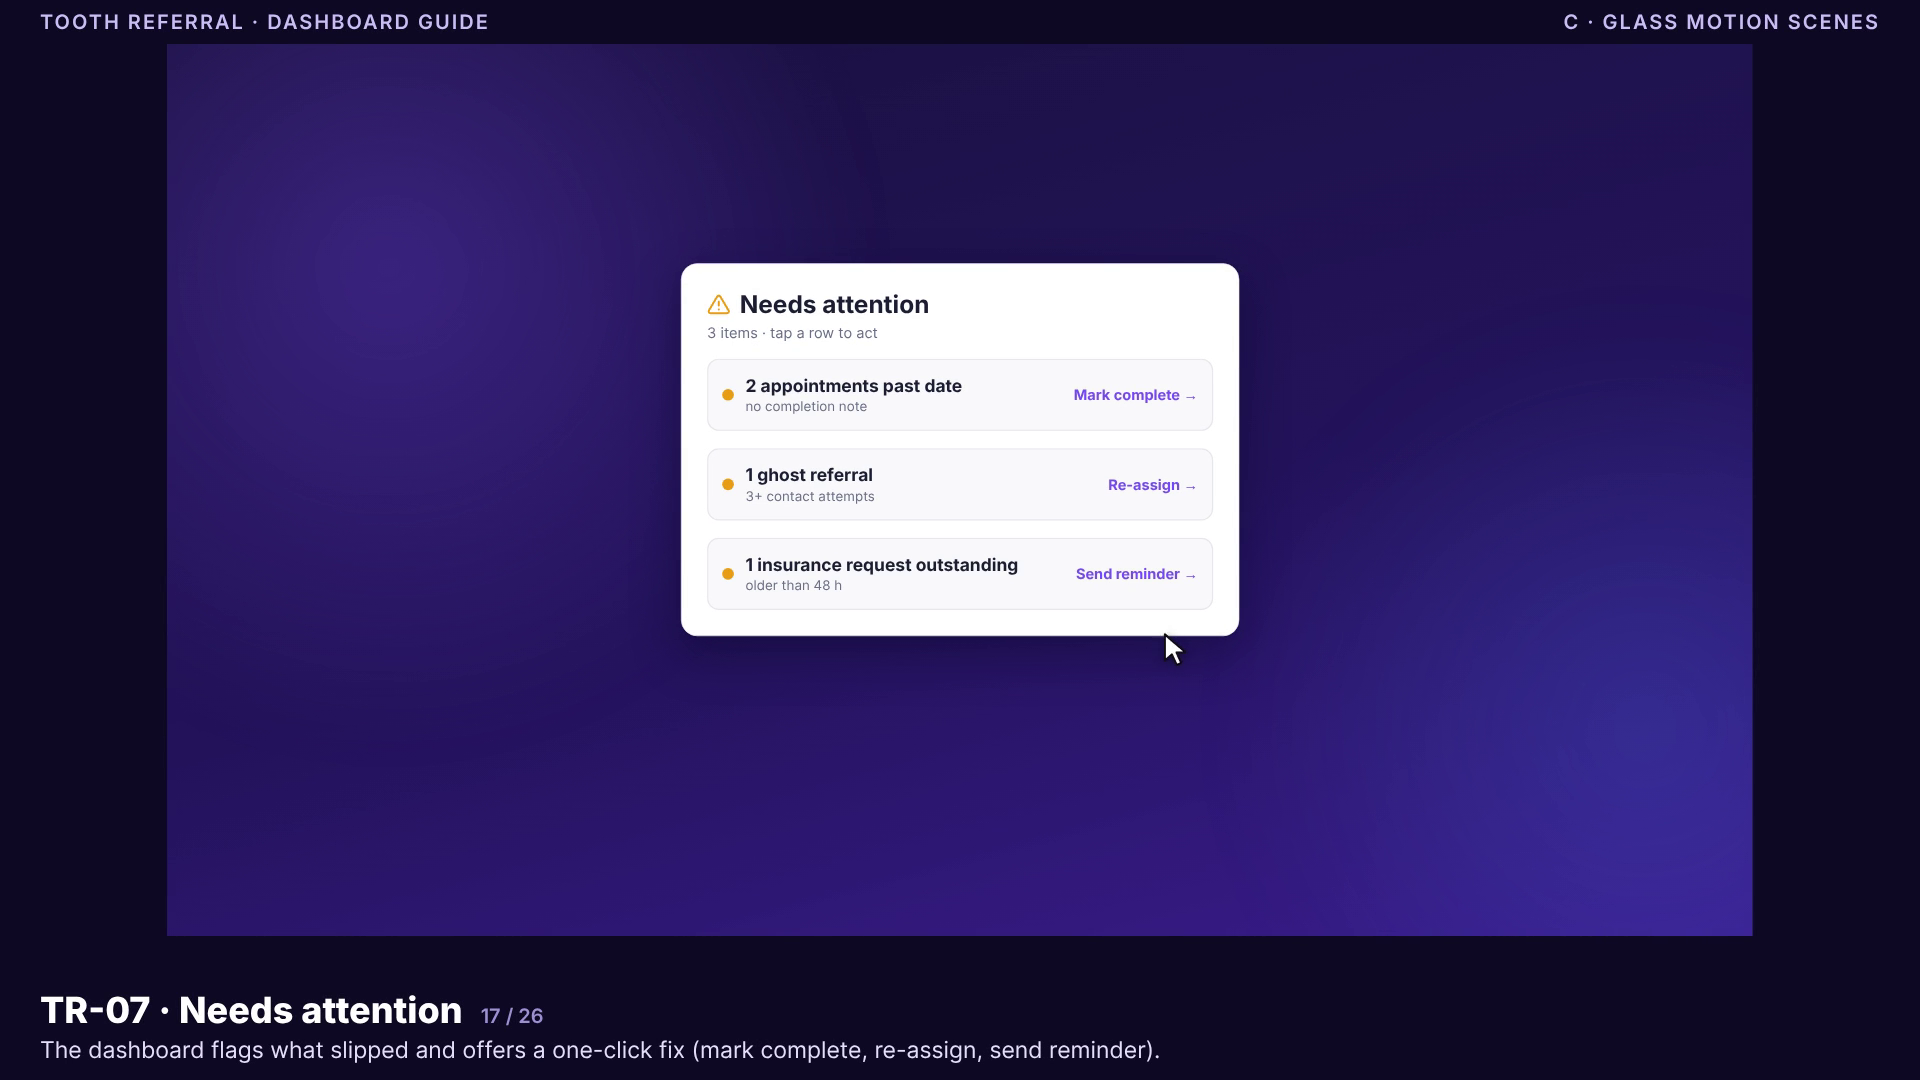 TOOTH REFERRAL · DASHBOARD GUIDE
C · GLASS MOTION SCENES
Needs attention
3 items · tap a row to act
2 appointments past date
no completion note
Mark complete →
1 ghost referral
3+ contact attempts
Re-assign →
1 insurance request outstanding
older than 48 h
Send reminder →
TR-07 · Needs attention 17 / 26
The dashboard flags what slipped and offers a one-click fix (mark complete, re-assign, send reminder).